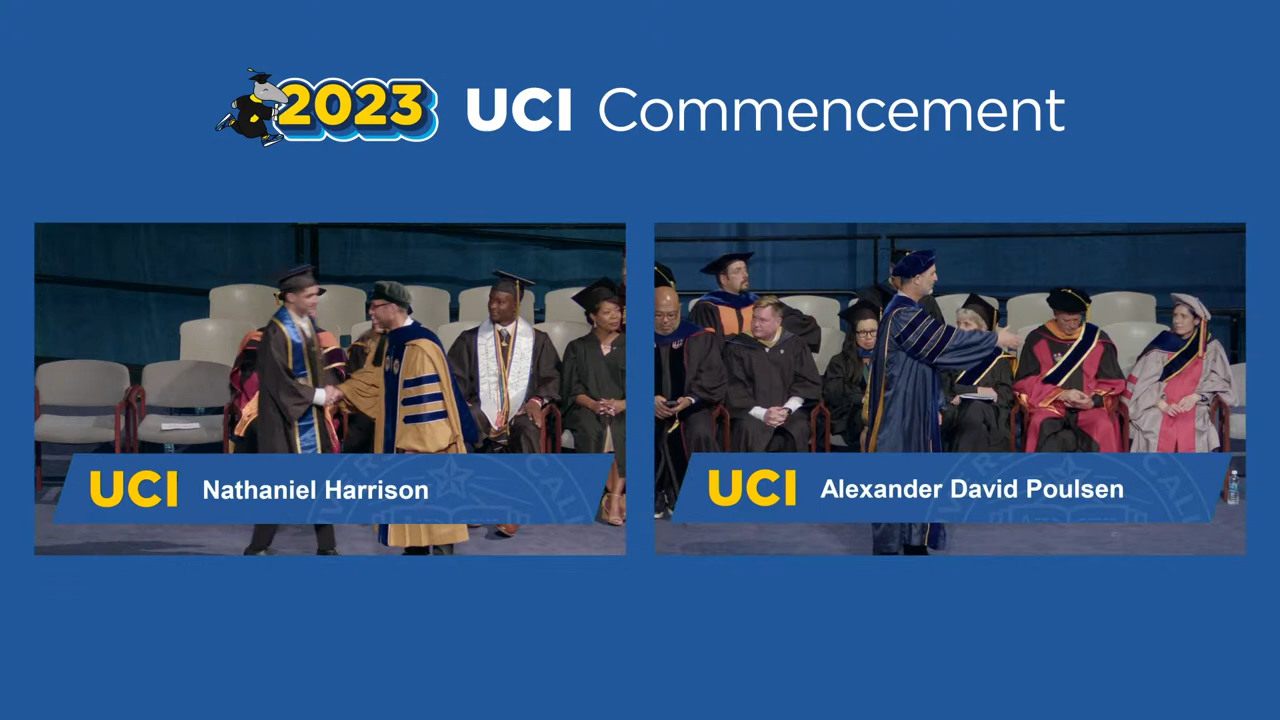 2023 UCI Commencement
UCI Nathaniel Harrison
UCI Alexander David Poulsen